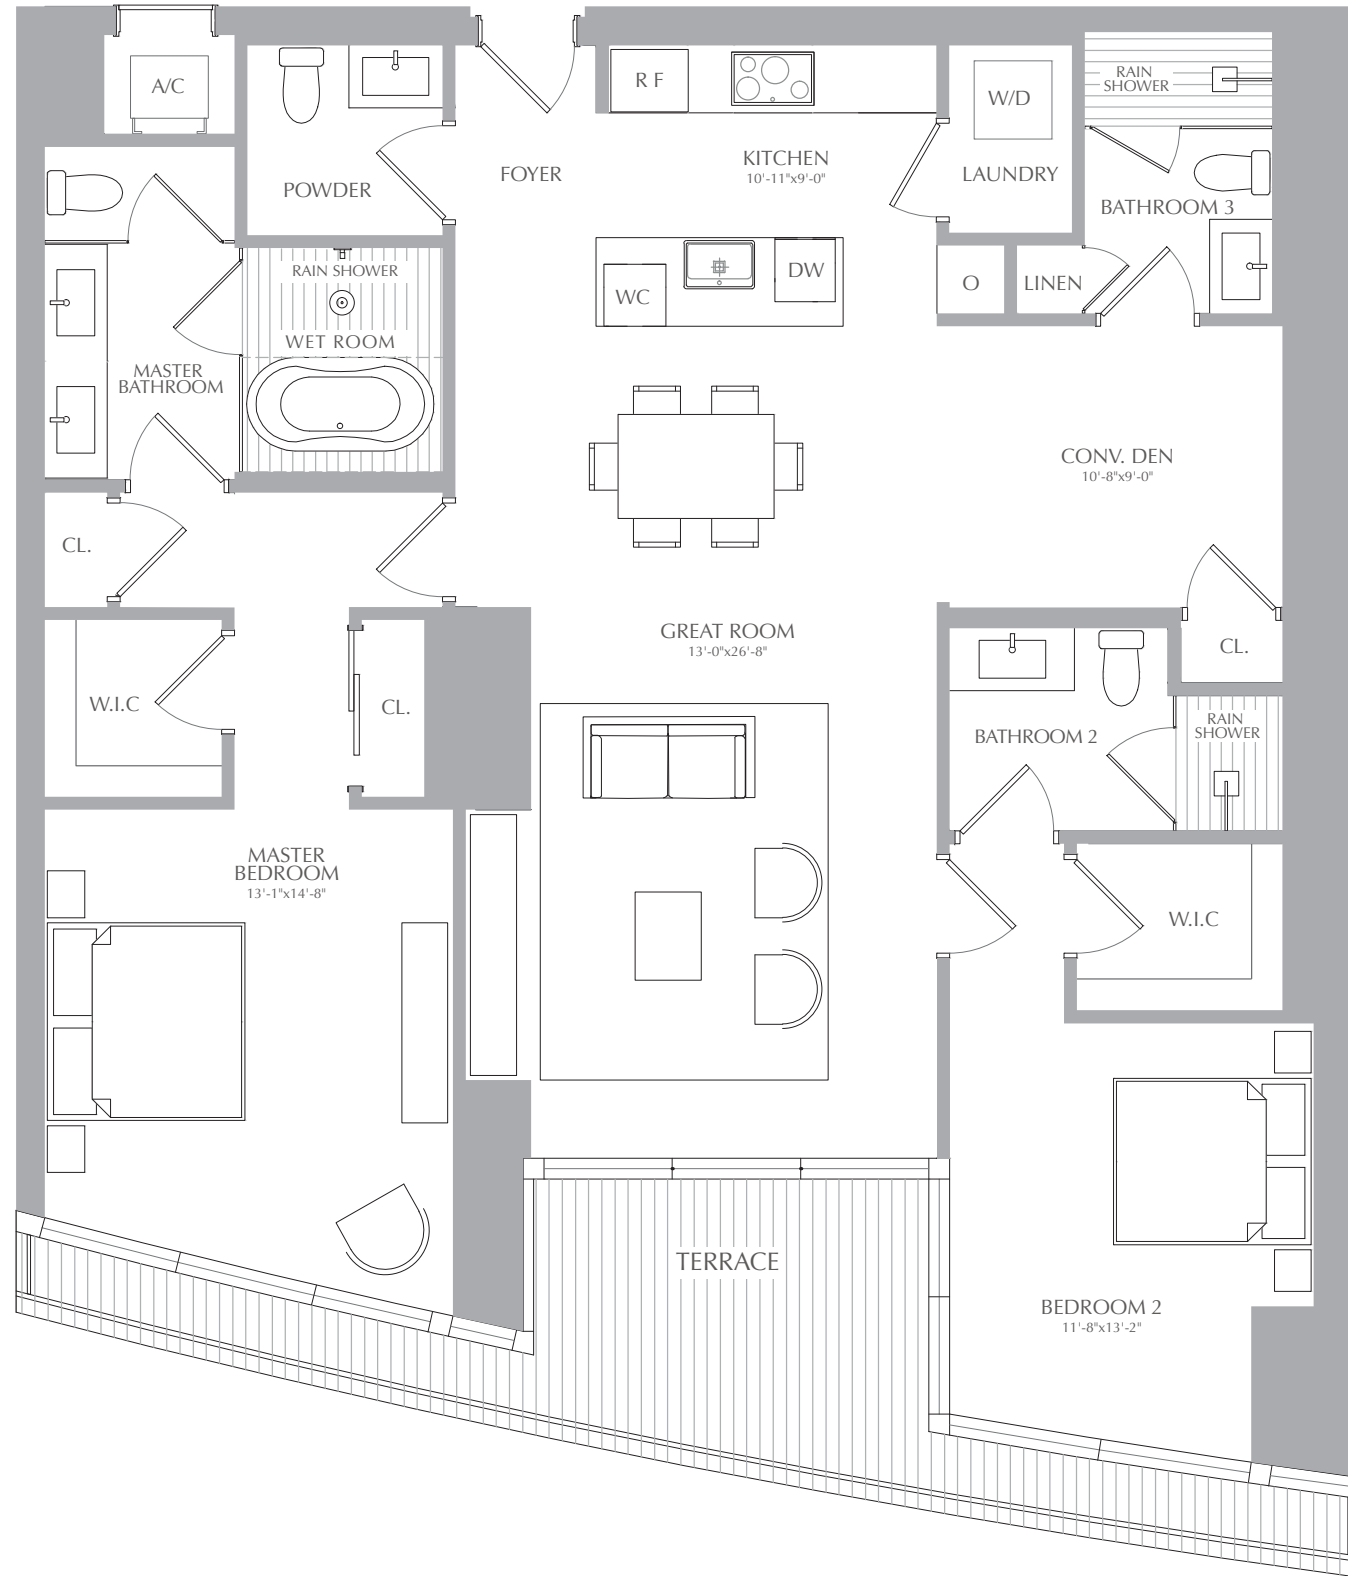 A/C
R F
W/D
RAIN
SHOWER
POWDER
FOYER
KITCHEN
10'-11"x9'-0"
LAUNDRY
BATHROOM 3
RAIN SHOWER
WC
DW
O
LINEN
WET ROOM
MASTER
BATHROOM
CONV. DEN
10'-8"x9'-0"
CL.
GREAT ROOM
13'-0"x26'-8"
CL.
W.I.C
CL.
BATHROOM 2
RAIN
SHOWER
MASTER
BEDROOM
13'-1"x14'-8"
W.I.C
TERRACE
BEDROOM 2
11'-8"x13'-2"